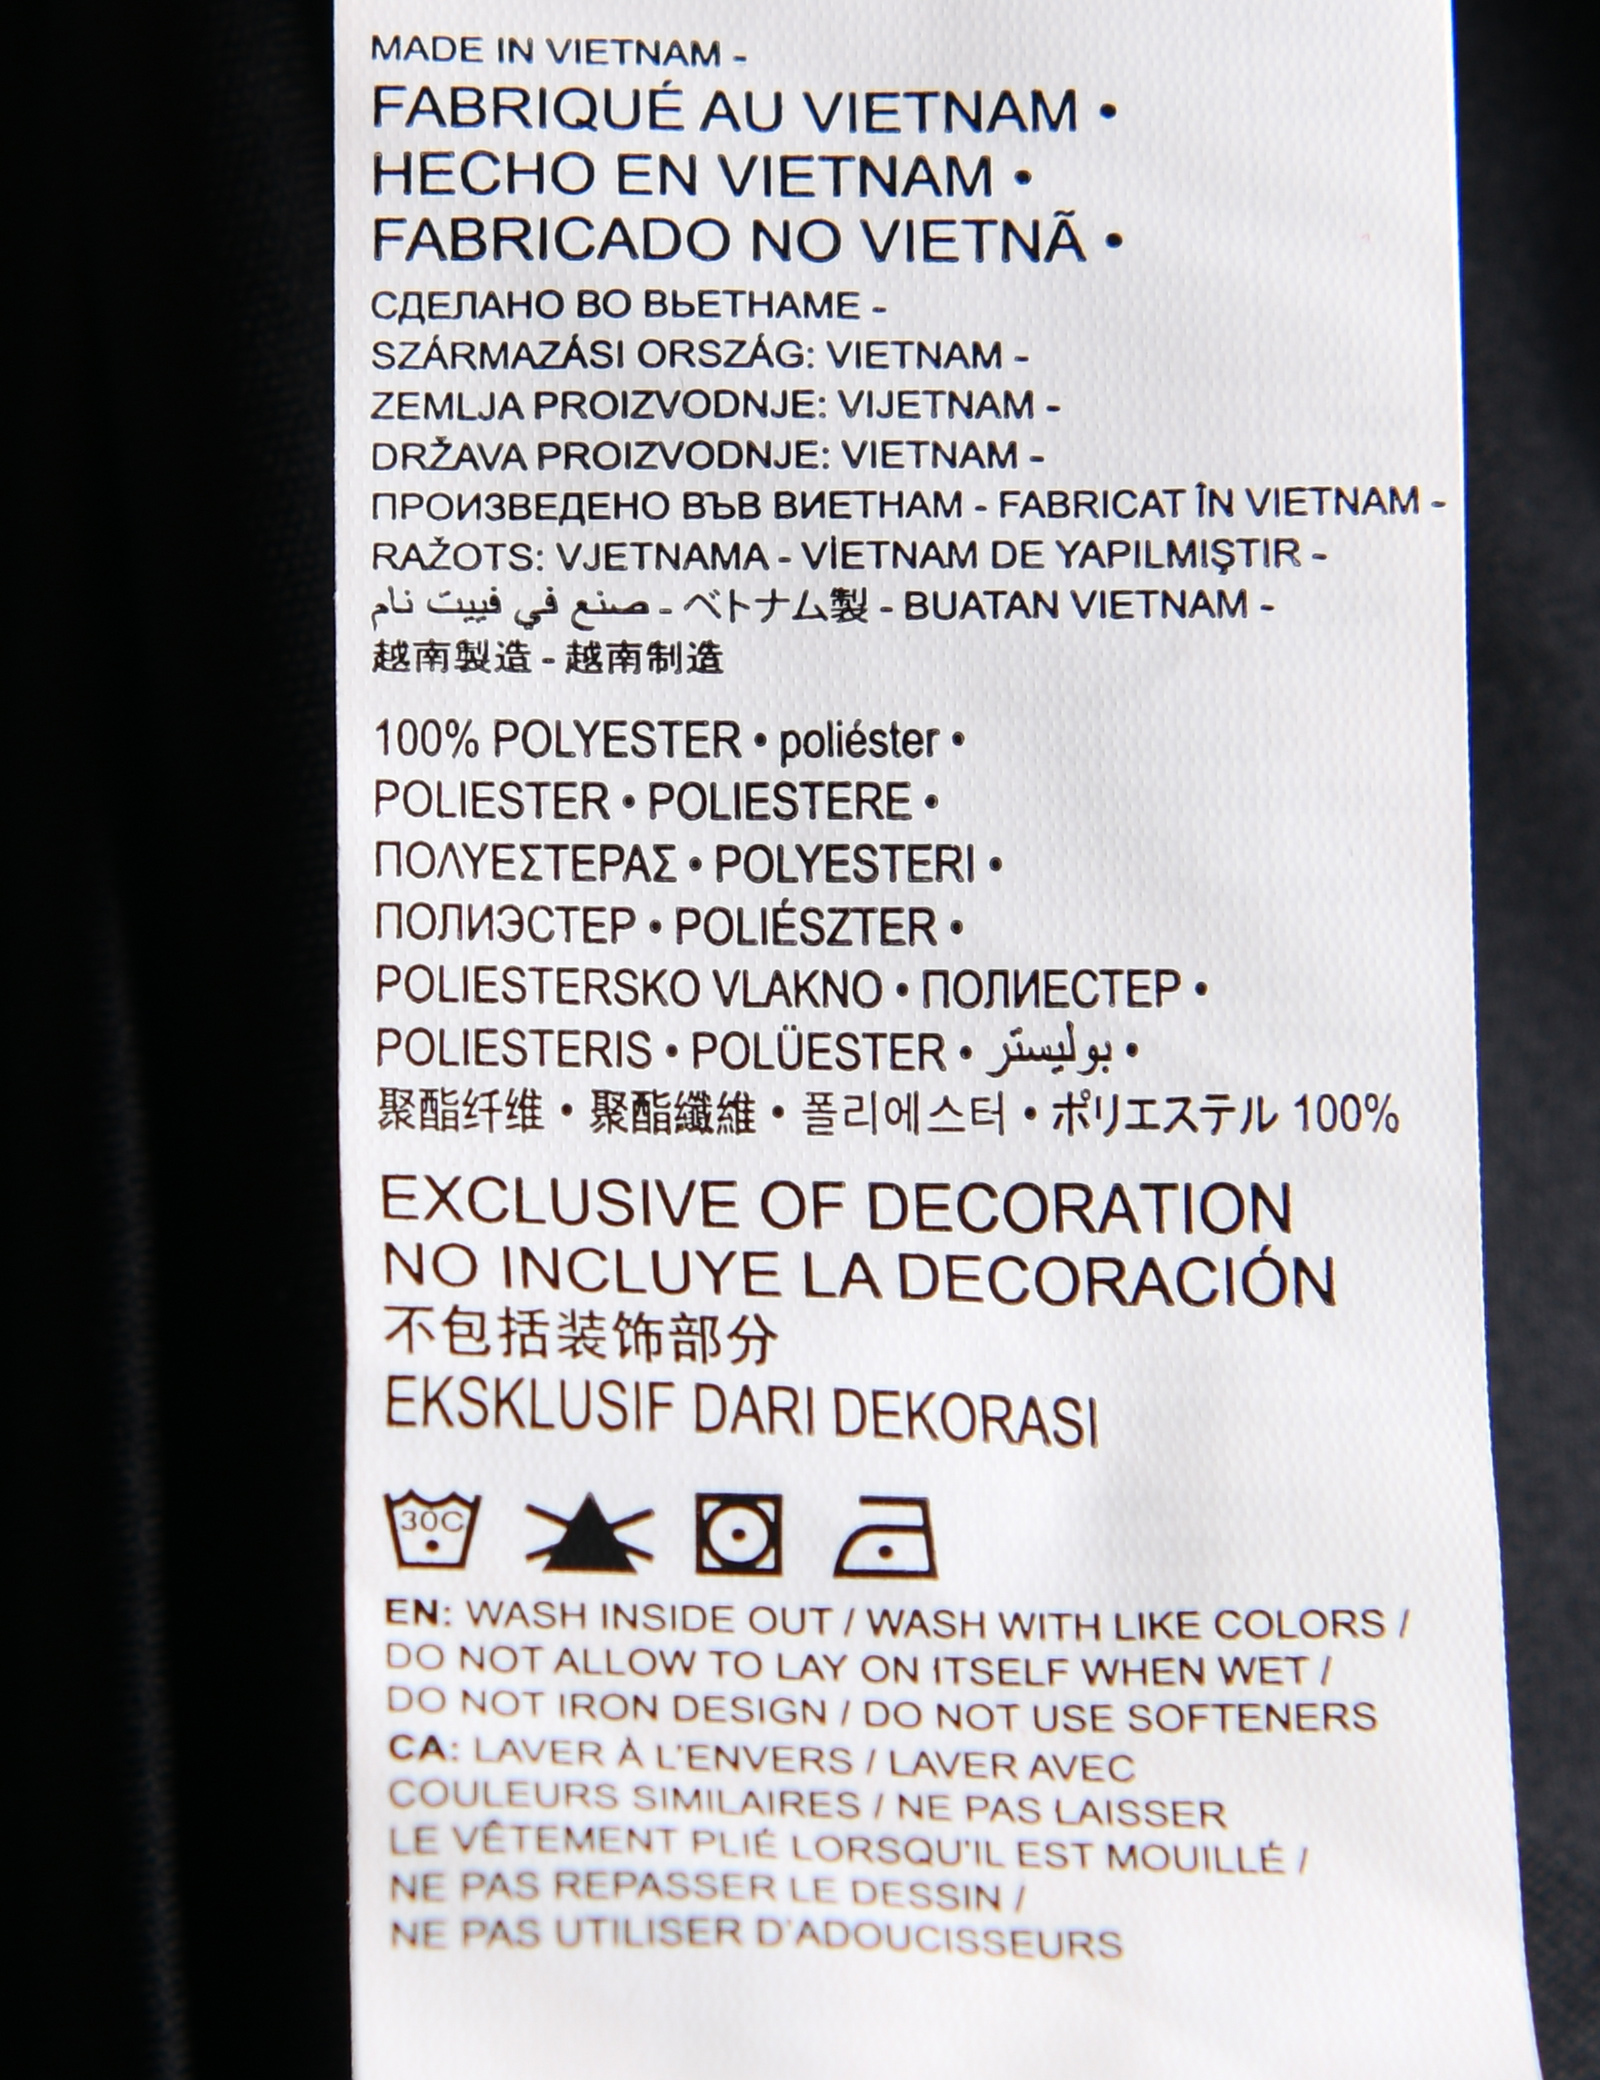 MADE IN VIETNAM -
FABRIQUÉ AU VIETNAM •
HECHO EN VIETNAM •
FABRICADO NO VIETNÃ •
СДЕЛАНО ВО ВЬЕТНАМЕ -
SZÁRMAZÁSI ORSZÁG: VIETNAM -
ZEMLJA PROIZVODNJE: VIJETNAM -
DRŽAVA PROIZVODNJE: VIETNAM -
ПРОИЗВЕДЕНО ВЪВ ВИЕТНАМ - FABRICAT ÎN VIETNAM -
RAŽOTS: VJETNAMA - VİETNAM DE YAPILMIŞTIR -
صنع في فييت نام - ベトナム製 - BUATAN VIETNAM -
越南製造 - 越南制造
100% POLYESTER • poliéster •
POLIESTER • POLIESTERE •
ΠΟΛΥΕΣΤΕΡΑΣ • POLYESTERI •
ПОЛИЭСТЕР • POLIÉSZTER •
POLIESTERSKO VLAKNO • ПОЛИЕСТЕР •
POLIESTERIS • POLÜESTER • بوليستر •
聚酯纤维 • 聚酯纖維 • 폴리에스터 • ポリエステル 100%
EXCLUSIVE OF DECORATION
NO INCLUYE LA DECORACIÓN
不包括装饰部分
EKSKLUSIF DARI DEKORASI
30C
EN: WASH INSIDE OUT / WASH WITH LIKE COLORS /
DO NOT ALLOW TO LAY ON ITSELF WHEN WET /
DO NOT IRON DESIGN / DO NOT USE SOFTENERS
CA: LAVER À L'ENVERS / LAVER AVEC
COULEURS SIMILAIRES / NE PAS LAISSER
LE VÊTEMENT PLIÉ LORSQU'IL EST MOUILLÉ /
NE PAS REPASSER LE DESSIN /
NE PAS UTILISER D'ADOUCISSEURS